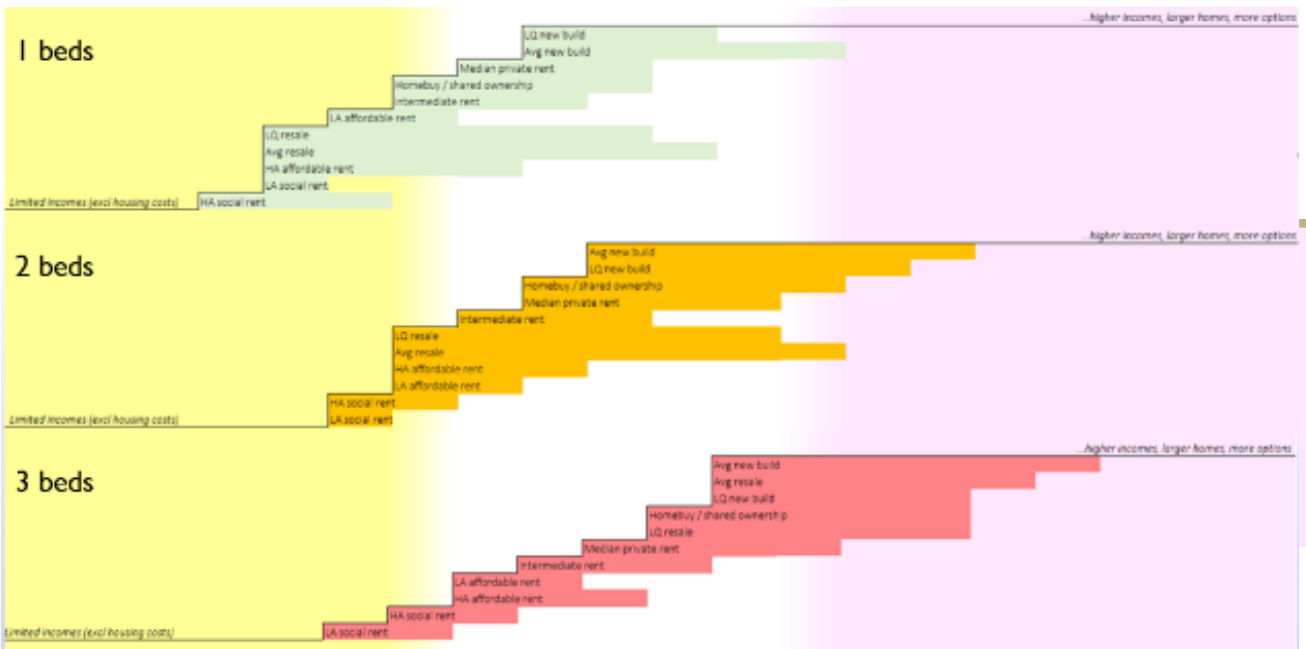 ...higher incomes, larger homes, more options
1 beds
LQ new build
Avg new build
Median private rent
Homebuy / shared ownership
Intermediate rent
LA affordable rent
LQ resale
Avg resale
HA affordable rent
LA social rent
Limited incomes (excl housing costs)
HA social rent
...higher incomes, larger homes, more options
2 beds
Avg new build
LQ new build
Homebuy / shared ownership
Median private rent
Intermediate rent
LQ resale
Avg resale
HA affordable rent
LA affordable rent
HA social rent
Limited incomes (excl housing costs)
LA social rent
...higher incomes, larger homes, more options
3 beds
Avg new build
Avg resale
LQ new build
Homebuy / shared ownership
LQ resale
Median private rent
Intermediate rent
LA affordable rent
HA affordable rent
HA social rent
Limited incomes (excl housing costs)
LA social rent